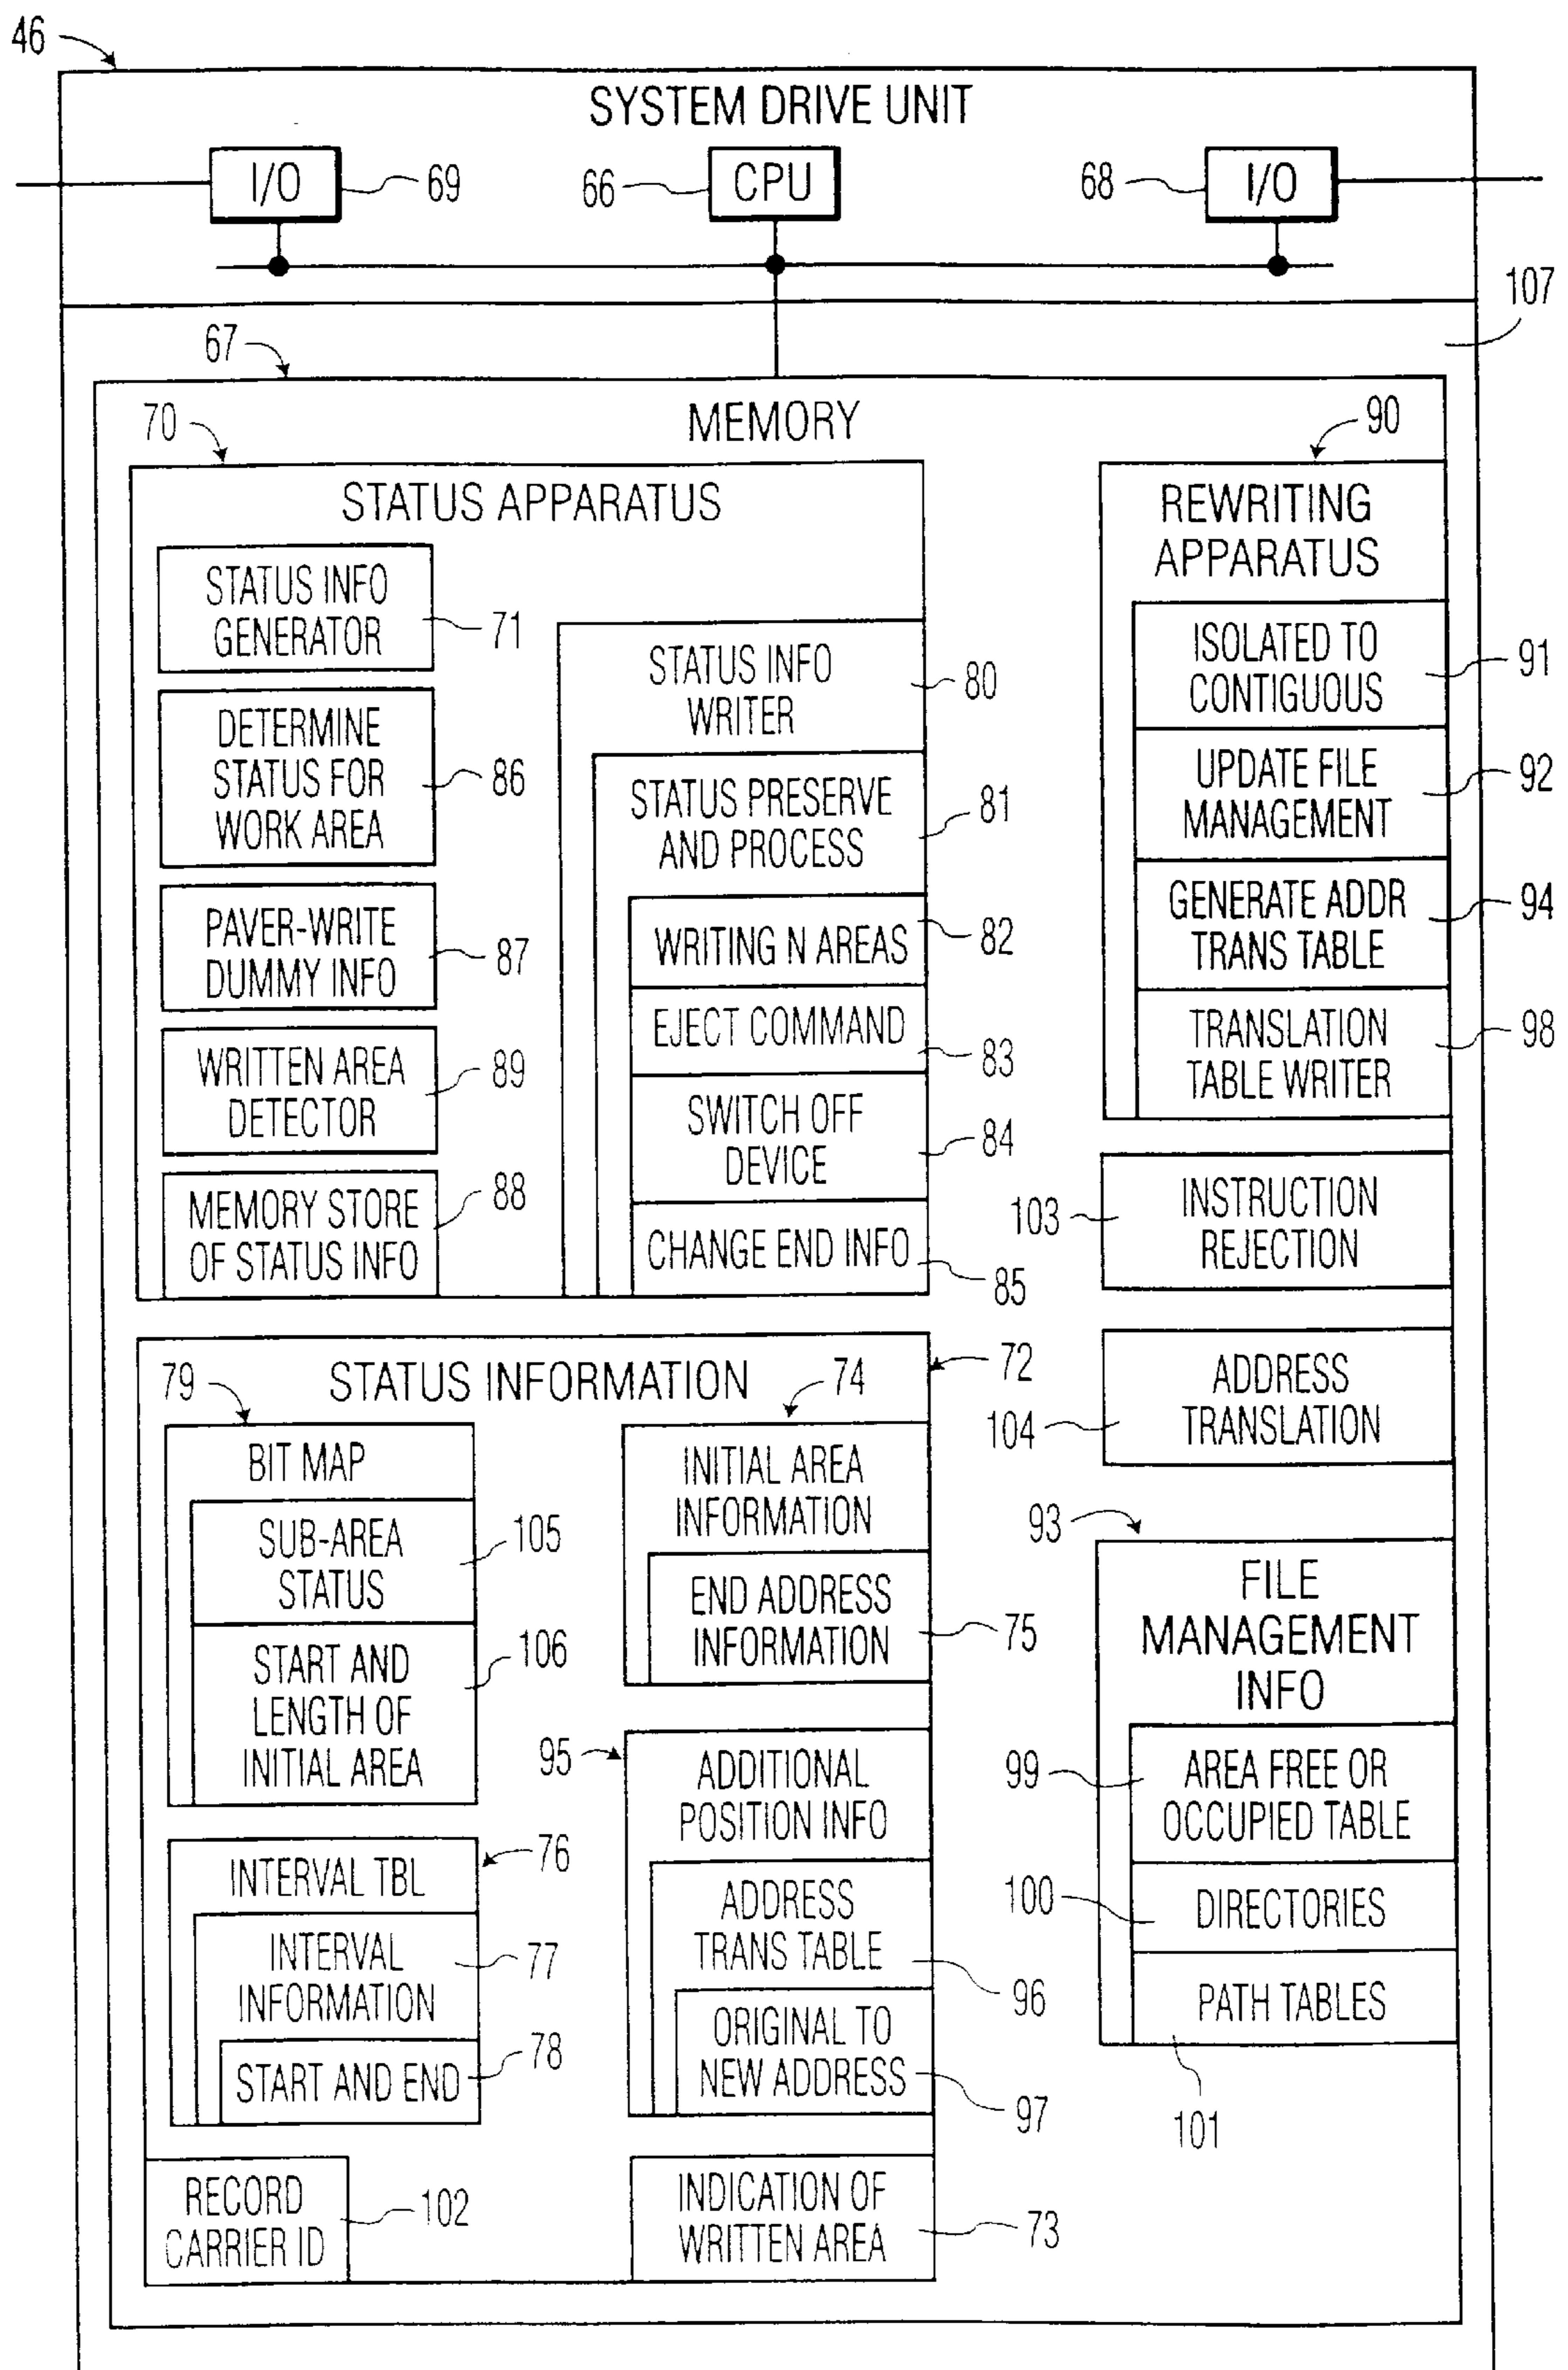 46
SYSTEM DRIVE UNIT
I/O
69
66
CPU
68
I/O
107
67
MEMORY
70
STATUS APPARATUS
STATUS INFO
GENERATOR
71
DETERMINE
STATUS FOR
WORK AREA
86
PAVER-WRITE
DUMMY INFO
87
WRITTEN AREA
DETECTOR
89
MEMORY STORE
OF STATUS INFO
88
STATUS INFO
WRITER
80
STATUS PRESERVE
AND PROCESS
81
WRITING N AREAS
82
EJECT COMMAND
83
SWITCH OFF
DEVICE
84
CHANGE END INFO
85
90
REWRITING
APPARATUS
ISOLATED TO
CONTIGUOUS
91
UPDATE FILE
MANAGEMENT
92
GENERATE ADDR
TRANS TABLE
94
TRANSLATION
TABLE WRITER
98
103
INSTRUCTION
REJECTION
104
ADDRESS
TRANSLATION
72
STATUS INFORMATION
79
BIT MAP
SUB-AREA
STATUS
105
START AND
LENGTH OF
INITIAL AREA
106
INTERVAL TBL
76
INTERVAL
INFORMATION
77
START AND END
78
RECORD
CARRIER ID
102
74
INITIAL AREA
INFORMATION
END ADDRESS
INFORMATION
75
95
ADDITIONAL
POSITION INFO
ADDRESS
TRANS TABLE
96
ORIGINAL TO
NEW ADDRESS
97
INDICATION OF
WRITTEN AREA
73
93
FILE
MANAGEMENT
INFO
99
AREA FREE OR
OCCUPIED TABLE
100
DIRECTORIES
PATH TABLES
101